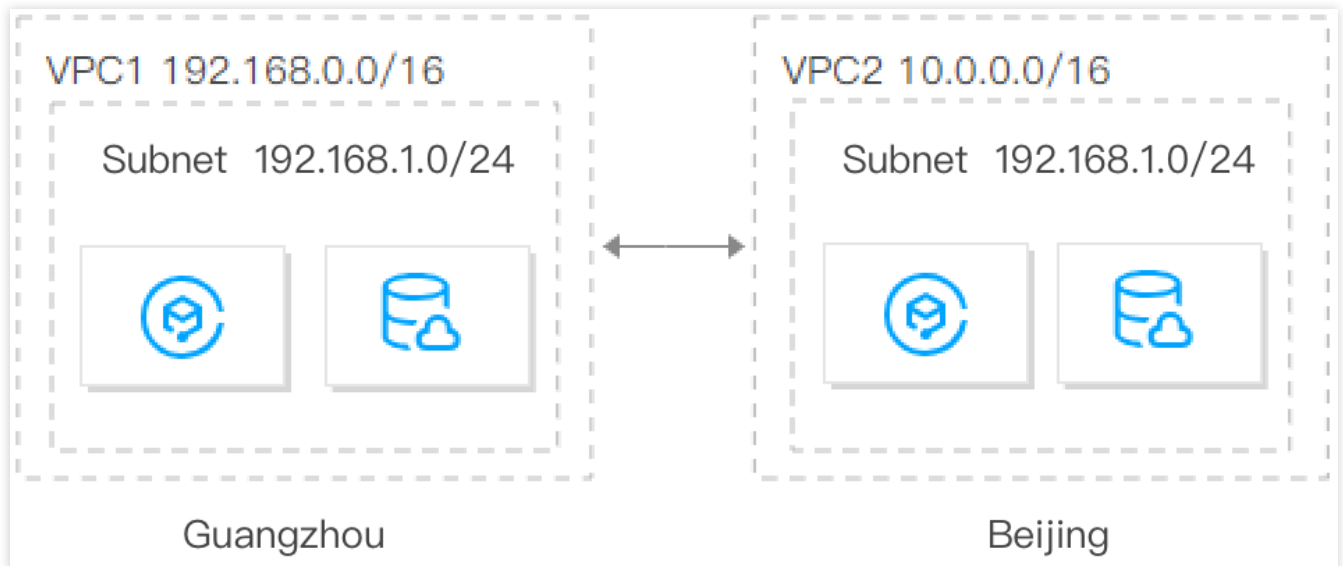 VPC1 192.168.0.0/16
Subnet 192.168.1.0/24
VPC2 10.0.0.0/16
Subnet 192.168.1.0/24
Guangzhou
Beijing